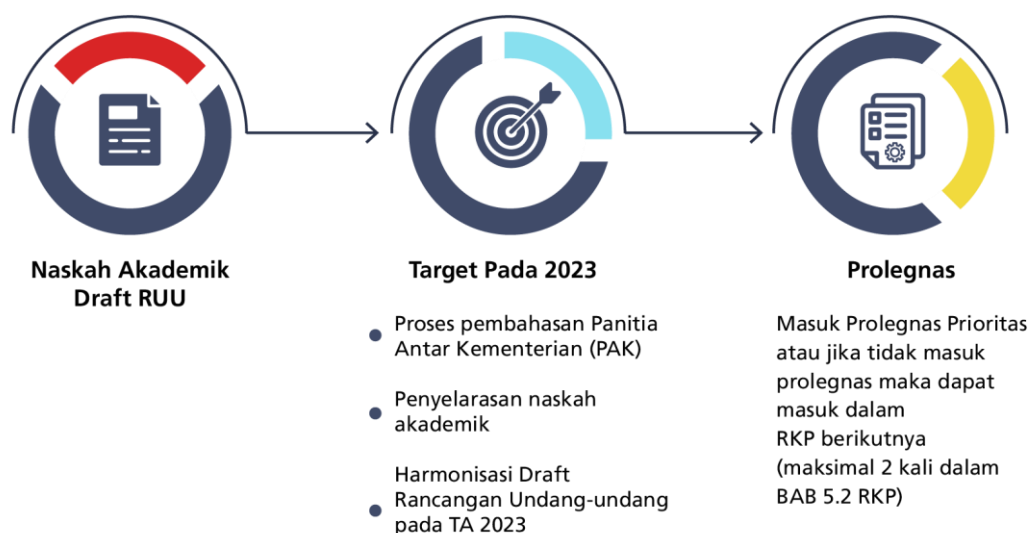 Naskah Akademik
Draft RUU
Target Pada 2023
Proses pembahasan Panitia
Antar Kementerian (PAK)
Penyelarasan naskah
akademik
Harmonisasi Draft
Rancangan Undang-undang
pada TA 2023
Prolegnas
Masuk Prolegnas Prioritas
atau jika tidak masuk
prolegnas maka dapat
masuk dalam
RKP berikutnya
(maksimal 2 kali dalam
BAB 5.2 RKP)